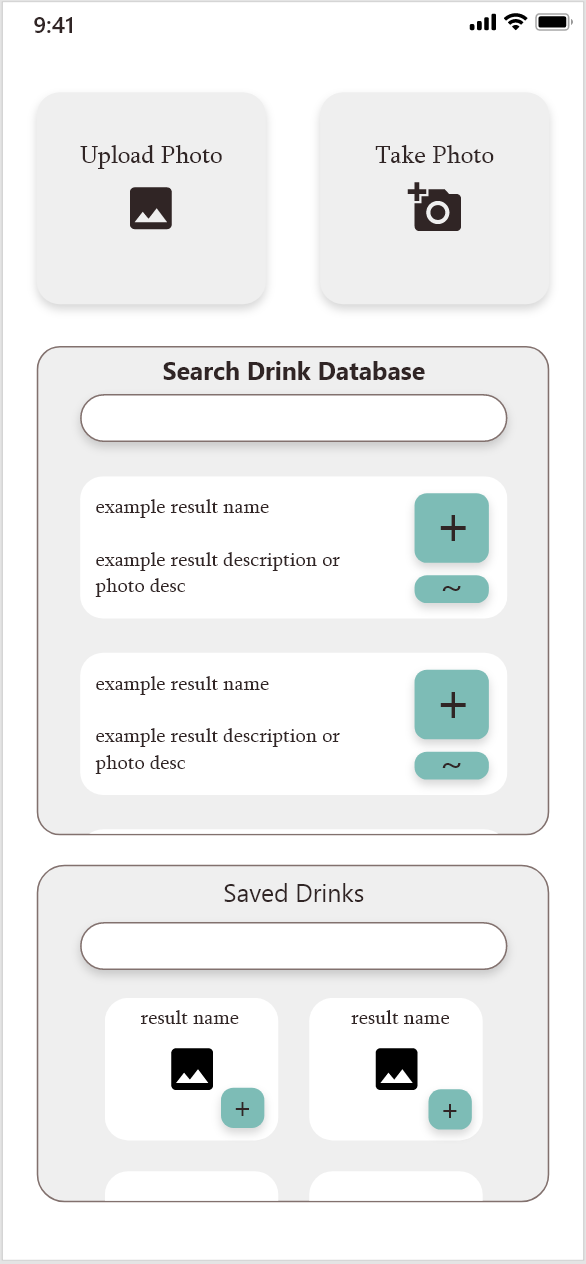 9:41
Upload Photo
Take Photo
Search Drink Database
example result name
+
example result description or
photo desc
~
example result name
+
example result description or
photo desc
~
Saved Drinks
result name
result name
+
+